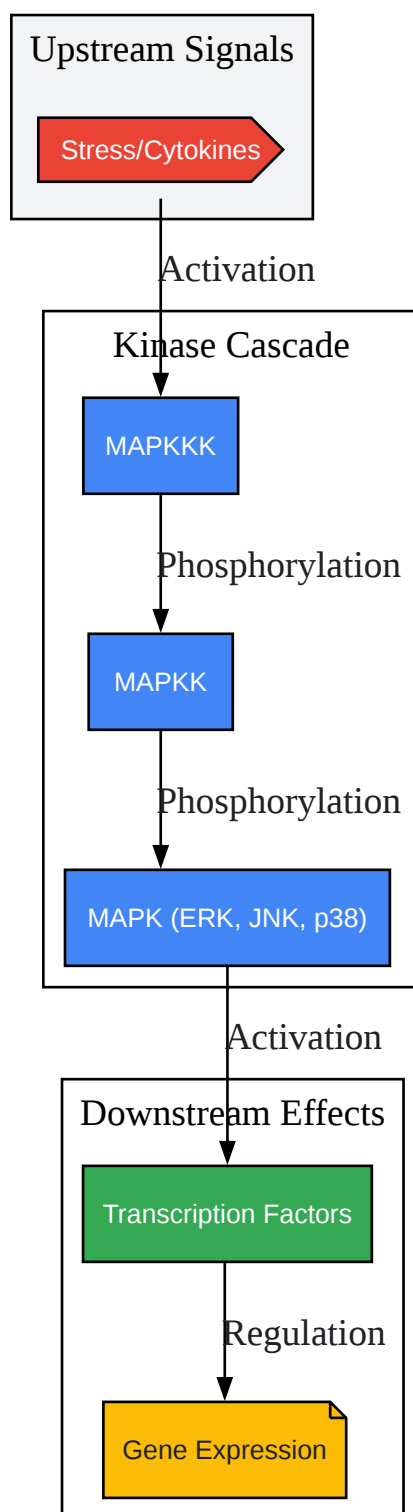 Upstream Signals
Stress/Cytokines
Activation
Kinase Cascade
MAPKKK
Phosphorylation
MAPKK
Phosphorylation
MAPK (ERK, JNK, p38)
Activation
Downstream Effects
Transcription Factors
Regulation
Gene Expression